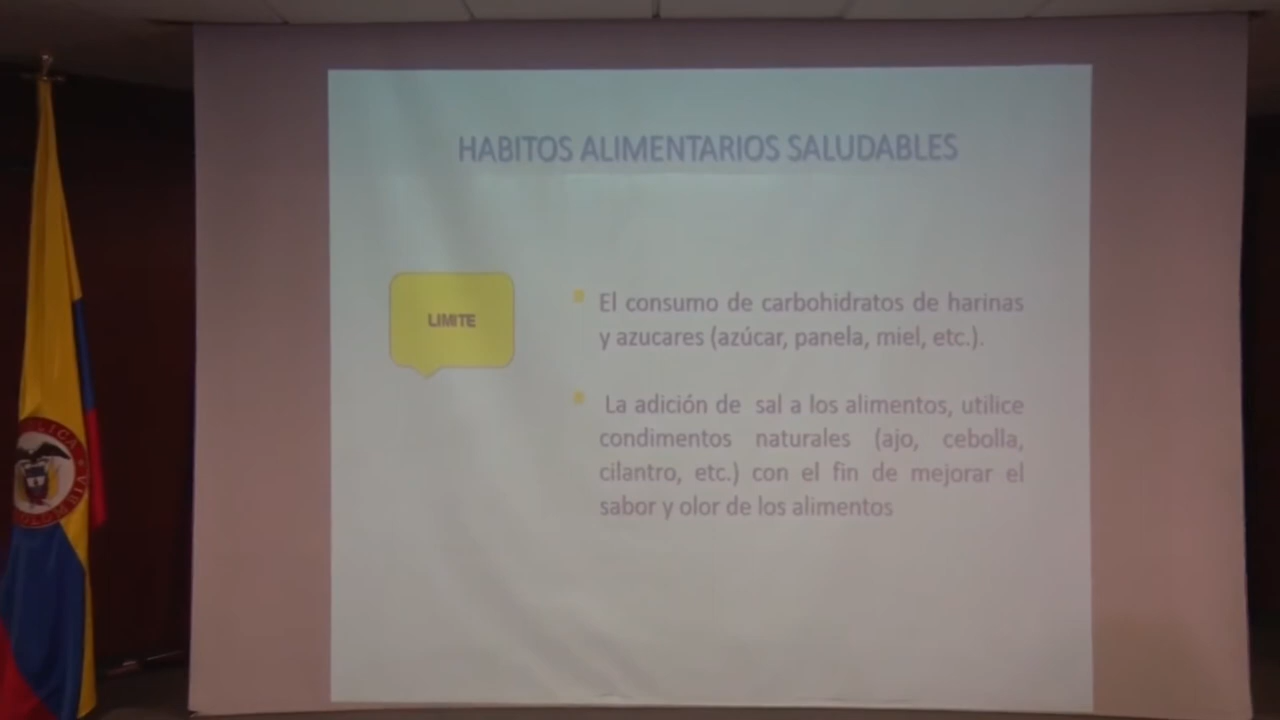 HABITOS ALIMENTARIOS SALUDABLES
LIMITE
El consumo de carbohidratos de harinas
y azucares (azúcar, panela, miel, etc.).
La adición de sal a los alimentos, utilice
condimentos naturales (ajo, cebolla,
cilantro, etc.) con el fin de mejorar el
sabor y olor de los alimentos